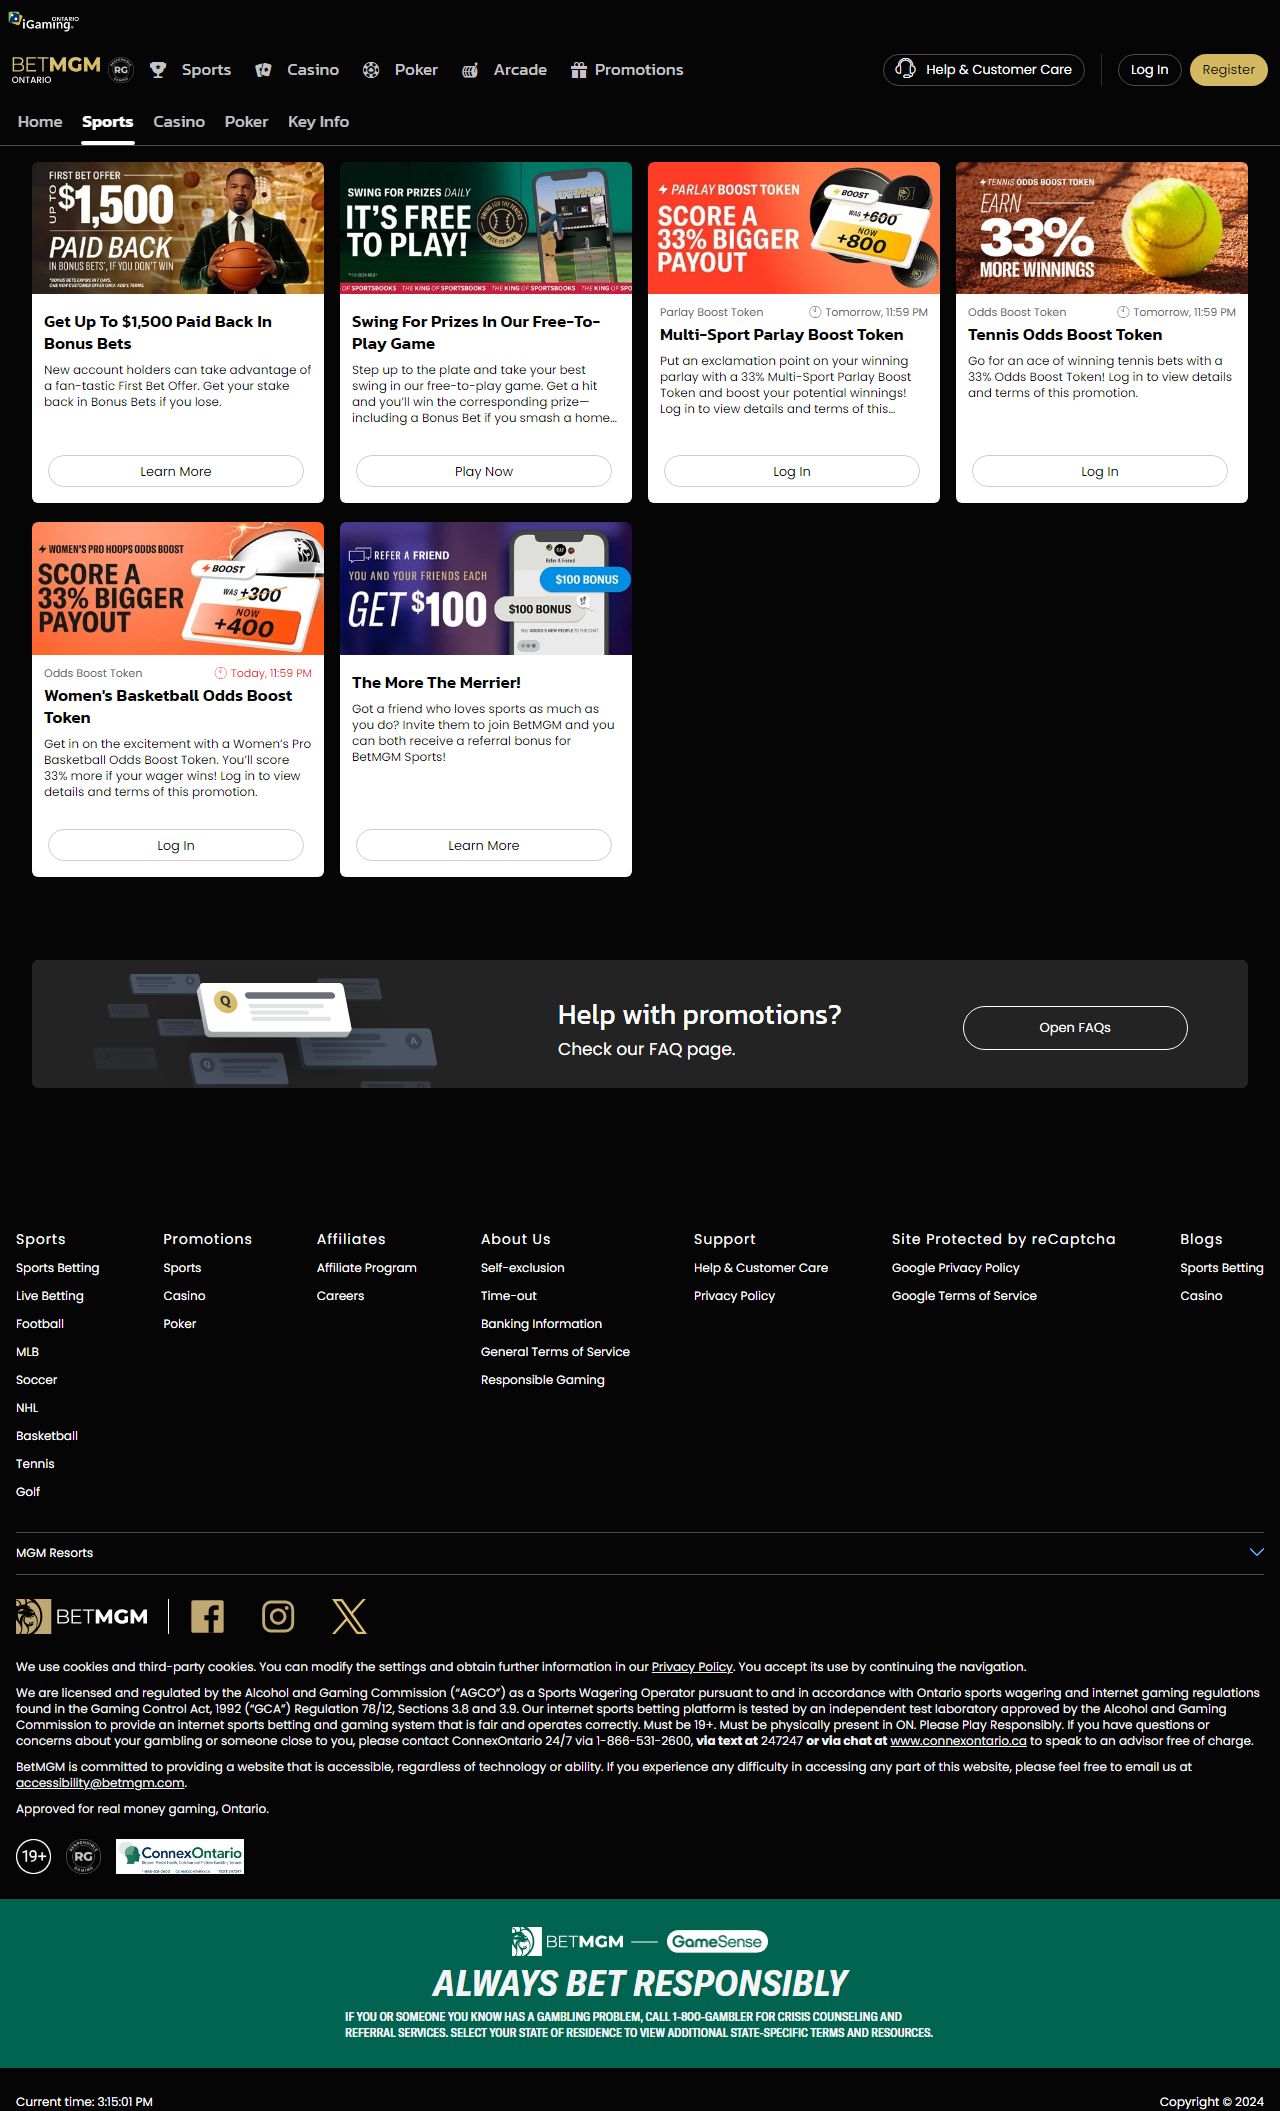 iGaming ONTARIO
BETMGM
ONTARIO
RG
Sports
Casino
Poker
Arcade
Promotions
Help & Customer Care
Log In
Register
Home
Sports
Casino
Poker
Key Info
FIRST BET OFFER
UP TO $1,500
PAID BACK
IN BONUS BETS*, IF YOU DON'T WIN
SWING FOR PRIZES DAILY
IT'S FREE
TO PLAY!
BETMGM
THE KING OF SPORTSBOOKS
PARLAY BOOST TOKEN
SCORE A
33% BIGGER
PAYOUT
BOOST
WAS +600
NOW
+800
TENNIS ODDS BOOST TOKEN
EARN
33%
MORE WINNINGS
Get Up To $1,500 Paid Back In
Bonus Bets
New account holders can take advantage of
a fan-tastic First Bet Offer. Get your stake
back in Bonus Bets if you lose.
Learn More
Swing For Prizes In Our Free-To-
Play Game
Step up to the plate and take your best
swing in our free-to-play game. Get a hit
and you'll win the corresponding prize—
including a Bonus Bet if you smash a home...
Play Now
Parlay Boost Token
Tomorrow, 11:59 PM
Multi-Sport Parlay Boost Token
Put an exclamation point on your winning
parlay with a 33% Multi-Sport Parlay Boost
Token and boost your potential winnings!
Log in to view details and terms of this...
Log In
Odds Boost Token
Tomorrow, 11:59 PM
Tennis Odds Boost Token
Go for an ace of winning tennis bets with a
33% Odds Boost Token! Log in to view details
and terms of this promotion.
Log In
WOMEN'S PRO HOOPS ODDS BOOST
SCORE A
33% BIGGER
PAYOUT
BOOST
WAS +300
NOW
+400
REFER A FRIEND
YOU AND YOUR FRIENDS EACH
GET $100
Refer A Friend
$100 BONUS
$100 BONUS
Odds Boost Token
Today, 11:59 PM
Women's Basketball Odds Boost
Token
Get in on the excitement with a Women's Pro
Basketball Odds Boost Token. You'll score
33% more if your wager wins! Log in to view
details and terms of this promotion.
Log In
The More The Merrier!
Got a friend who loves sports as much as
you do? Invite them to join BetMGM and you
can both receive a referral bonus for
BetMGM Sports!
Learn More
Q
A
Q
Help with promotions?
Check our FAQ page.
Open FAQs
Sports
Sports Betting
Live Betting
Football
MLB
Soccer
NHL
Basketball
Tennis
Golf
Promotions
Sports
Casino
Poker
Affiliates
Affiliate Program
Careers
About Us
Self-exclusion
Time-out
Banking Information
General Terms of Service
Responsible Gaming
Support
Help & Customer Care
Privacy Policy
Site Protected by reCaptcha
Google Privacy Policy
Google Terms of Service
Blogs
Sports Betting
Casino
MGM Resorts
BETMGM
We use cookies and third-party cookies. You can modify the settings and obtain further information in our Privacy Policy. You accept its use by continuing the navigation.
We are licensed and regulated by the Alcohol and Gaming Commission ("AGCO") as a Sports Wagering Operator pursuant to and in accordance with Ontario sports wagering and internet gaming regulations
found in the Gaming Control Act, 1992 ("GCA") Regulation 78/12, Sections 3.8 and 3.9. Our internet sports betting platform is tested by an independent test laboratory approved by the Alcohol and Gaming
Commission to provide an internet sports betting and gaming system that is fair and operates correctly. Must be 19+. Must be physically present in ON. Please Play Responsibly. If you have questions or
concerns about your gambling or someone close to you, please contact ConnexOntario 24/7 via 1-866-531-2600, via text at 247247 or via chat at www.connexontario.ca to speak to an advisor free of charge.
BetMGM is committed to providing a website that is accessible, regardless of technology or ability. If you experience any difficulty in accessing any part of this website, please feel free to email us at
accessibility@betmgm.com.
Approved for real money gaming, Ontario.
19+
RESPONSIBLE RG GAMING
ConnexOntario
BETMGM — GameSense
ALWAYS BET RESPONSIBLY
IF YOU OR SOMEONE YOU KNOW HAS A GAMBLING PROBLEM, CALL 1-800-GAMBLER FOR CRISIS COUNSELING AND
REFERRAL SERVICES. SELECT YOUR STATE OF RESIDENCE TO VIEW ADDITIONAL STATE-SPECIFIC TERMS AND RESOURCES.
Current time: 3:15:01 PM
Copyright © 2024